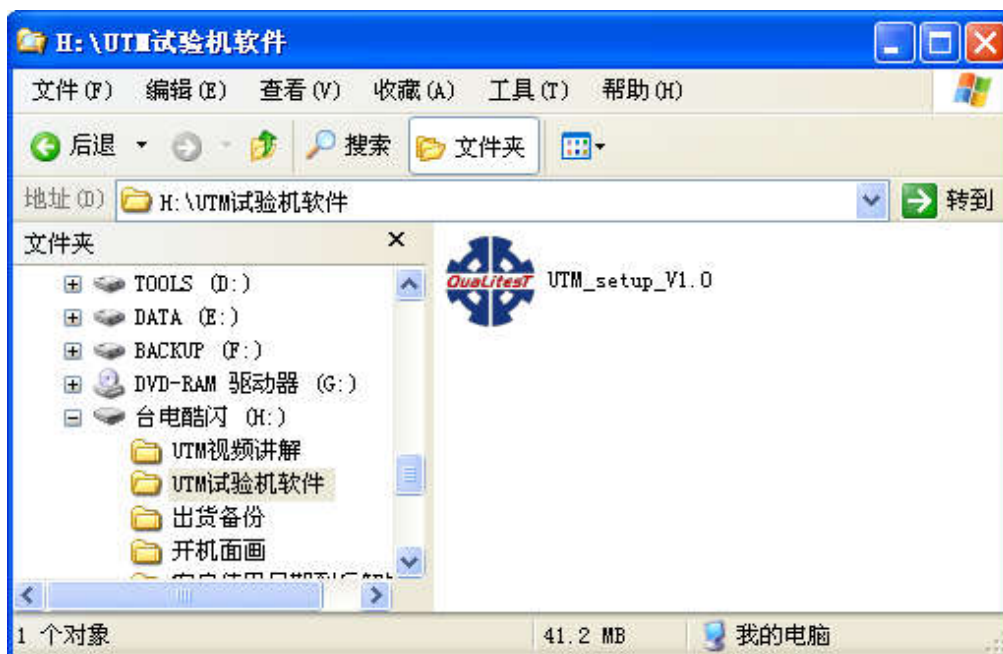 H:\UTM试验机软件
文件(F) 编辑(E) 查看(V) 收藏(A) 工具(T) 帮助(H)
后退 搜索 文件夹
地址(D) H:\UTM试验机软件 转到
文件夹
TOOLS (D:)
DATA (E:)
BACKUP (F:)
DVD-RAM 驱动器 (G:)
台电酷闪 (H:)
UTM视频讲解
UTM试验机软件
出货备份
开机面画
QuaLitesT
UTM_setup_V1.0
1 个对象 41.2 MB 我的电脑